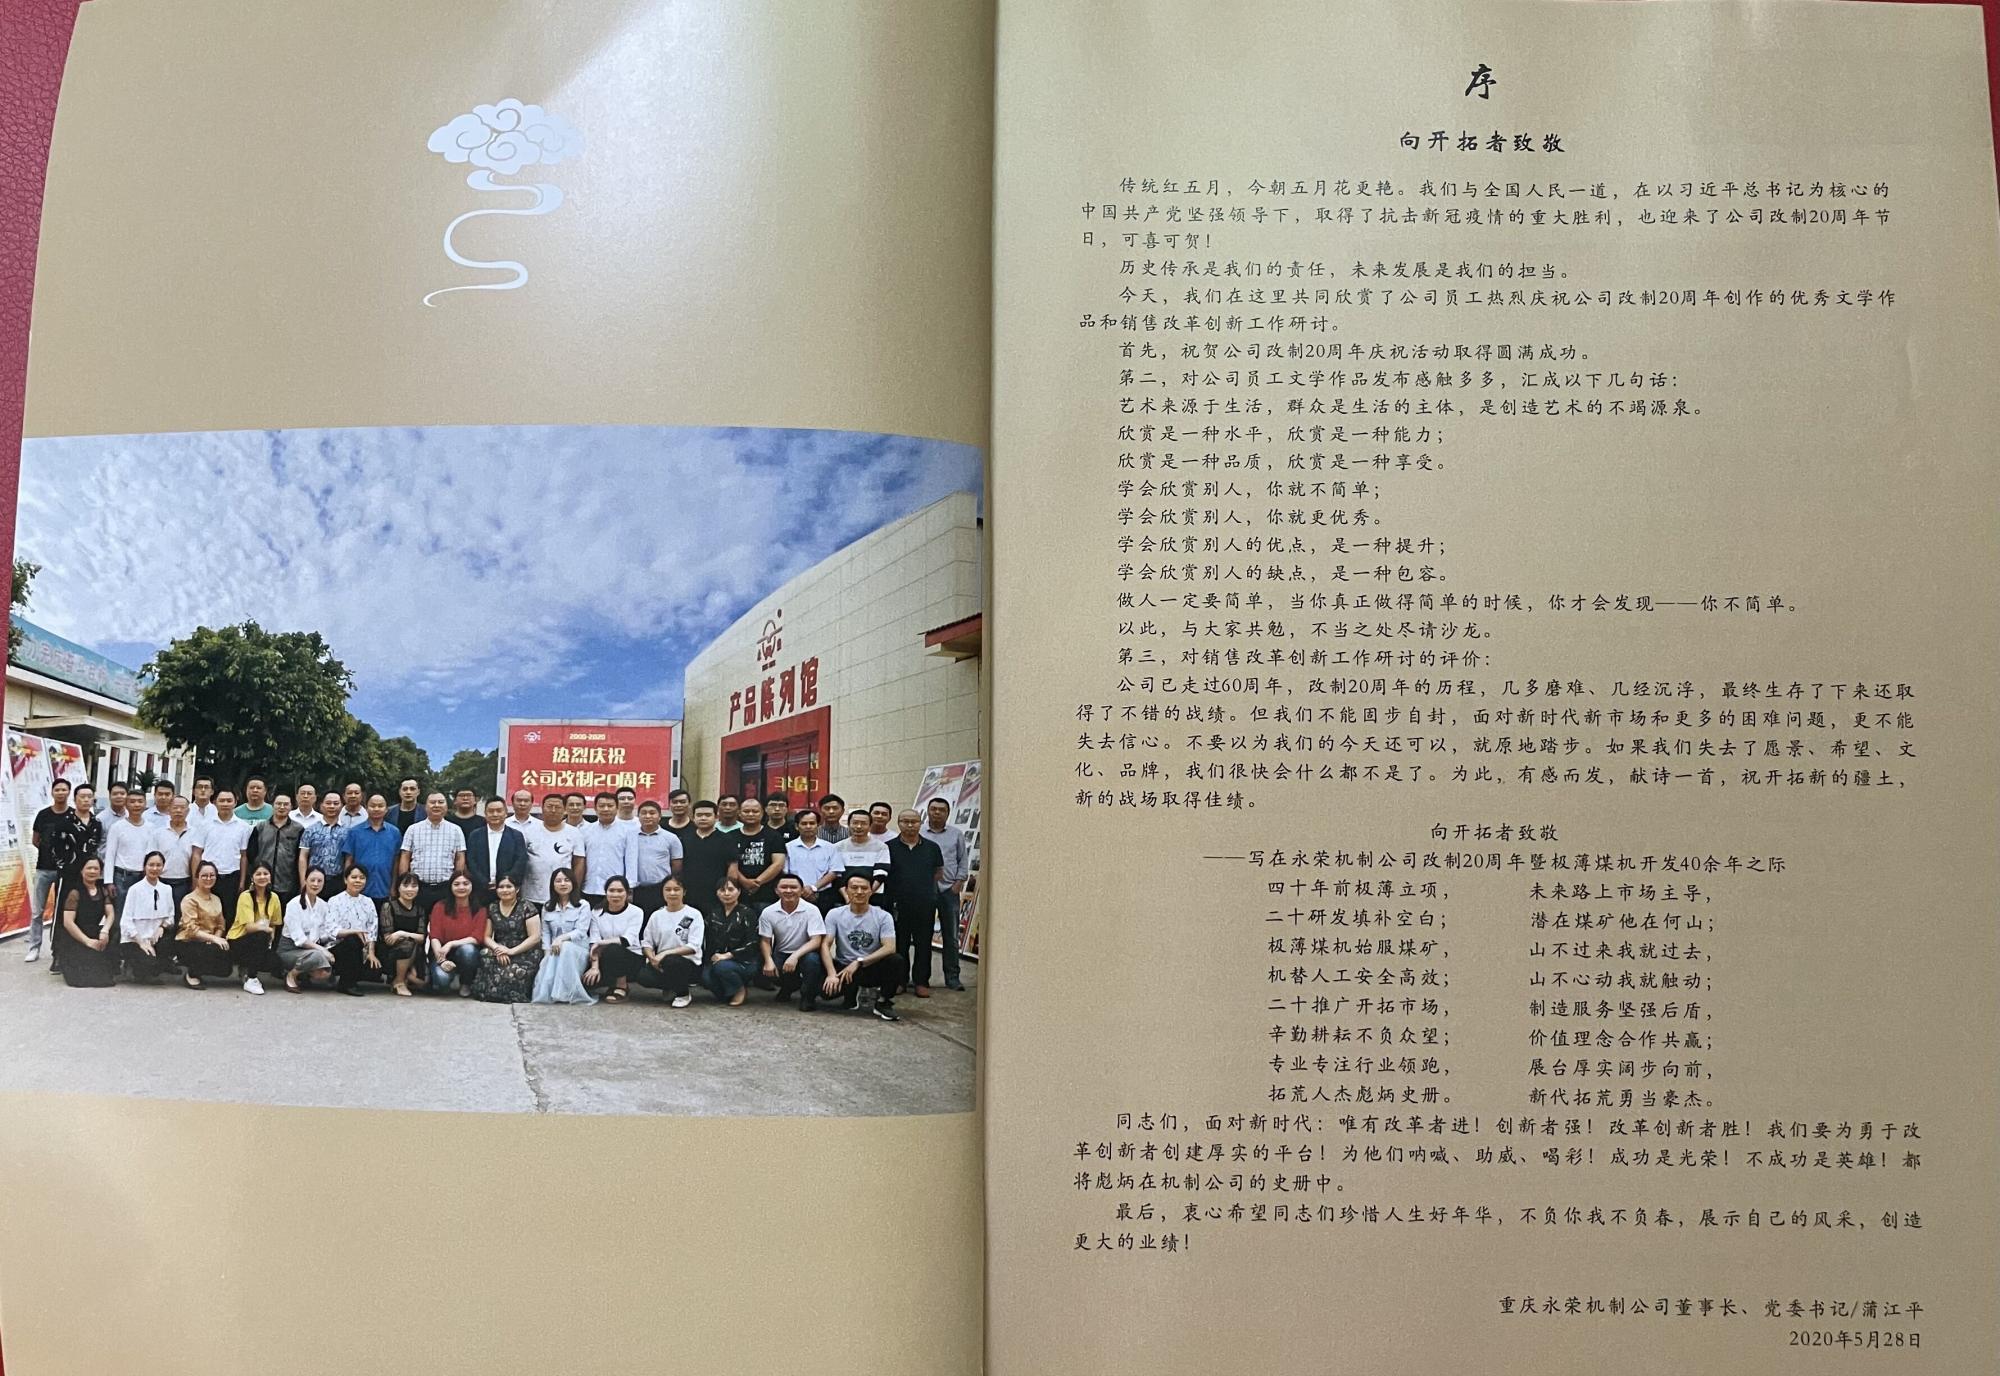 产品陈列馆
2000-2020
热烈庆祝
公司改制20周年
序
向开拓者致敬
传统红五月，今朝五月花更艳。我们与全国人民一道，在以习近平总书记为核心的
中国共产党坚强领导下，取得了抗击新冠疫情的重大胜利，也迎来了公司改制20周年节
日，可喜可贺！
历史传承是我们的责任，未来发展是我们的担当。
今天，我们在这里共同欣赏了公司员工热烈庆祝公司改制20周年创作的优秀文学作
品和销售改革创新工作研讨。
首先，祝贺公司改制20周年庆祝活动取得圆满成功。
第二，对公司员工文学作品发布感触多多，汇成以下几句话：
艺术来源于生活，群众是生活的主体，是创造艺术的不竭源泉。
欣赏是一种水平，欣赏是一种能力；
欣赏是一种品质，欣赏是一种享受。
学会欣赏别人，你就不简单；
学会欣赏别人，你就更优秀。
学会欣赏别人的优点，是一种提升；
学会欣赏别人的缺点，是一种包容。
做人一定要简单，当你真正做得简单的时候，你才会发现——你不简单。
以此，与大家共勉，不当之处尽请沙龙。
第三，对销售改革创新工作研讨的评价：
公司已走过60周年，改制20周年的历程，几多磨难、几经沉浮，最终生存了下来还取
得了不错的战绩。但我们不能固步自封，面对新时代新市场和更多的困难问题，更不能
失去信心。不要以为我们的今天还可以，就原地踏步。如果我们失去了愿景、希望、文
化、品牌，我们很快会什么都不是了。为此，有感而发，献诗一首，祝开拓新的疆土，
新的战场取得佳绩。
向开拓者致敬
——写在永荣机制公司改制20周年暨极薄煤机开发40余年之际
四十年前极薄立项，
二十研发填补空白；
极薄煤机始服煤矿，
机替人工安全高效；
二十推广开拓市场，
辛勤耕耘不负众望；
专业专注行业领跑，
拓荒人杰彪炳史册。
未来路上市场主导，
潜在煤矿他在何山；
山不过来我就过去，
山不心动我就触动；
制造服务坚强后盾，
价值理念合作共赢；
展台厚实阔步向前，
新代拓荒勇当豪杰。
同志们，面对新时代：唯有改革者进！创新者强！改革创新者胜！我们要为勇于改
革创新者创建厚实的平台！为他们呐喊、助威、喝彩！成功是光荣！不成功是英雄！都
将彪炳在机制公司的史册中。
最后，衷心希望同志们珍惜人生好年华，不负你我不负春，展示自己的风采，创造
更大的业绩！
重庆永荣机制公司董事长、党委书记/蒲江平
2020年5月28日